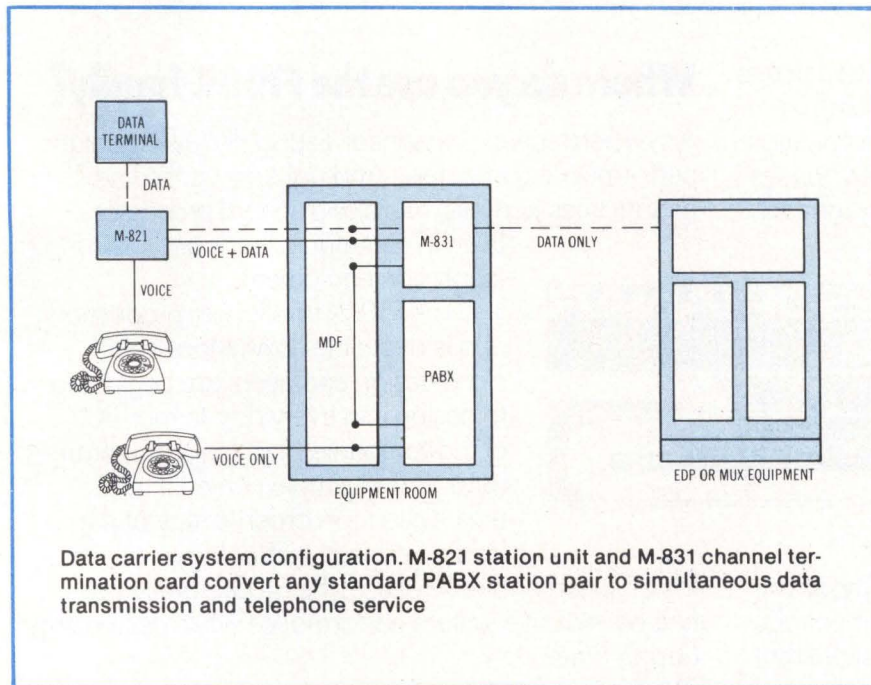 DATA
TERMINAL
DATA
M-821
VOICE + DATA
VOICE
MDF
M-831
PABX
DATA ONLY
VOICE ONLY
EQUIPMENT ROOM
EDP OR MUX EQUIPMENT
Data carrier system configuration. M-821 station unit and M-831 channel ter-
mination card convert any standard PABX station pair to simultaneous data
transmission and telephone service